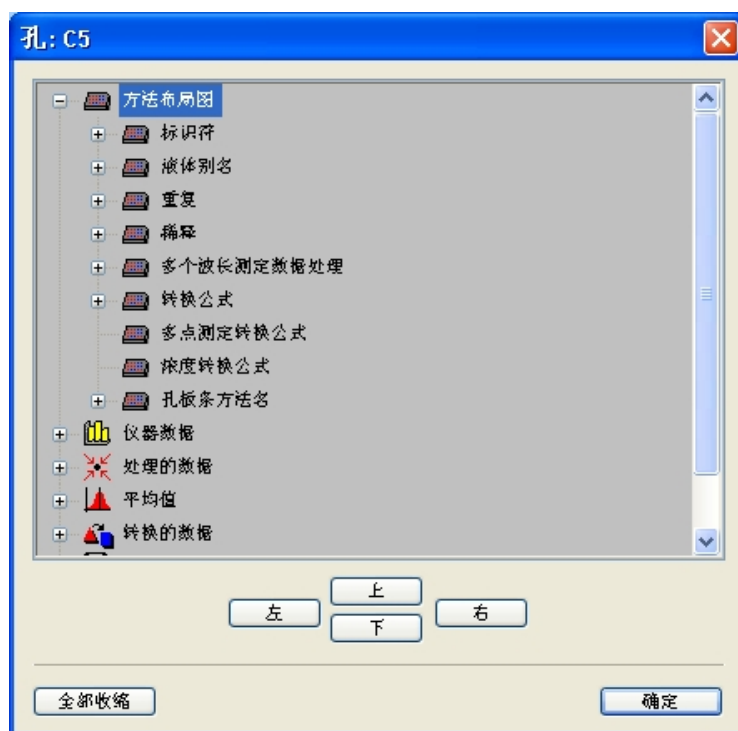 孔: C5
方法布局图
标识符
液体别名
重复
稀释
多个波长测定数据处理
转换公式
多点测定转换公式
浓度转换公式
孔板条方法名
仪器数据
处理的数据
平均值
转换的数据
上
左
右
下
全部收缩
确定